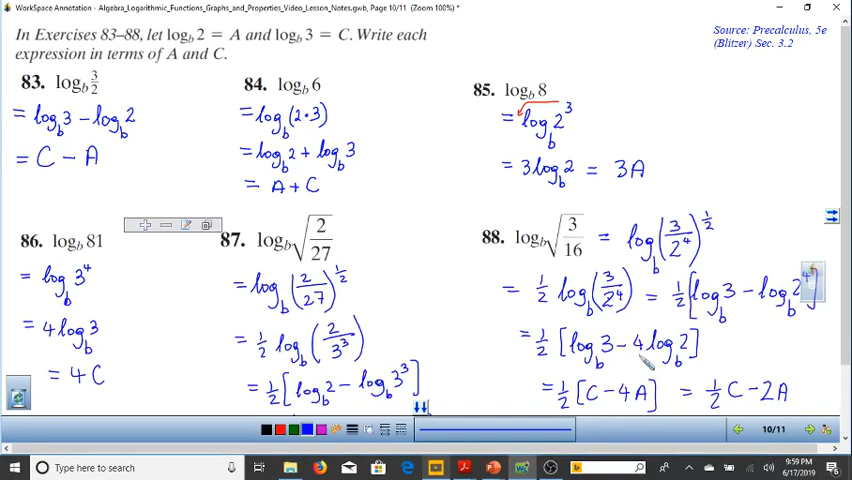 WorkSpace Annotation - Algebra_Logarithmic_Functions_Graphs_and_Properties_Video_Lesson_Notes.gwb, Page 10/11 (Zoom 100%) *
In Exercises 83–88, let log_b 2 = A and log_b 3 = C. Write each
expression in terms of A and C.
Source: Precalculus, 5e
(Blitzer) Sec. 3.2
83. log_b 3/2
= log_b 3 − log_b 2
= C − A
84. log_b 6
= log_b (2·3)
= log_b 2 + log_b 3
= A + C
85. log_b 8
= log_b 2^3
= 3 log_b 2 = 3A
86. log_b 81
= log_b 3^4
= 4 log_b 3
= 4C
87. log_b √(2/27)
= log_b (2/27)^(1/2)
= 1/2 log_b (2/3^3)
= 1/2 [log_b 2 − log_b 3^3]
88. log_b √(3/16) = log_b (3/2^4)^(1/2)
= 1/2 log_b (3/2^4) = 1/2 [log_b 3 − log_b 2^4]
= 1/2 [log_b 3 − 4 log_b 2]
= 1/2 [C − 4A] = 1/2 C − 2A
10/11
Type here to search
b
9:59 PM
6/17/2019